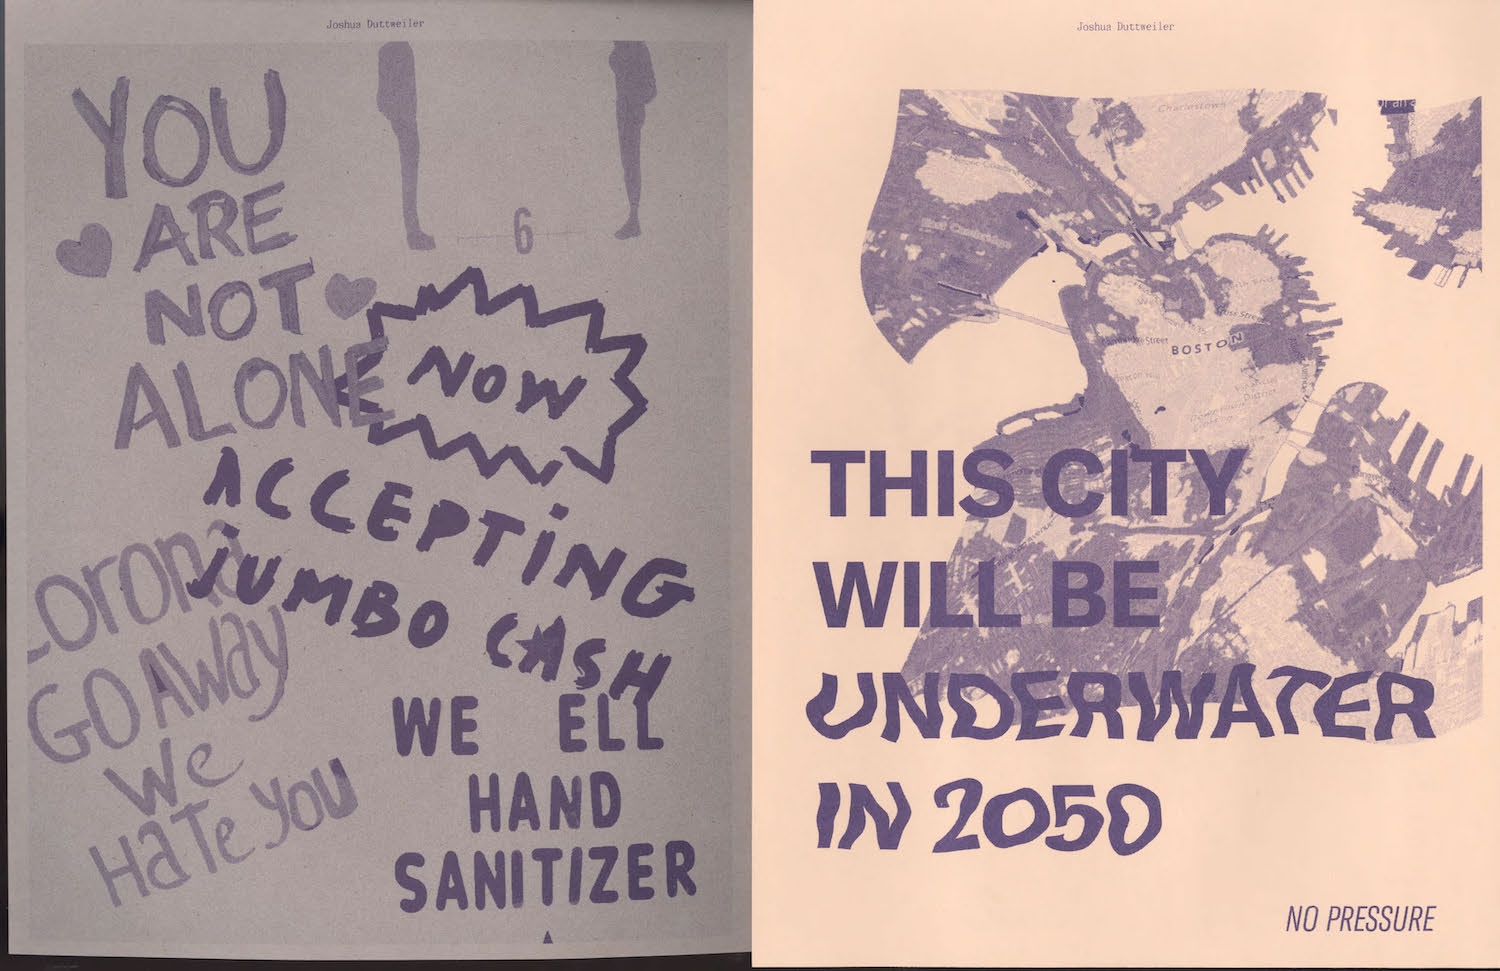 Joshua Duttweiler
YOU
ARE
NOT
ALONE
6
NOW
ACCEPTING
JUMBO CASH
corona
GO AWAY
We
HaTe you
WE ELL
HAND
SANITIZER
Joshua Duttweiler
Charlestown
BOSTON
THIS CITY
WILL BE
UNDERWATER
IN 2050
NO PRESSURE